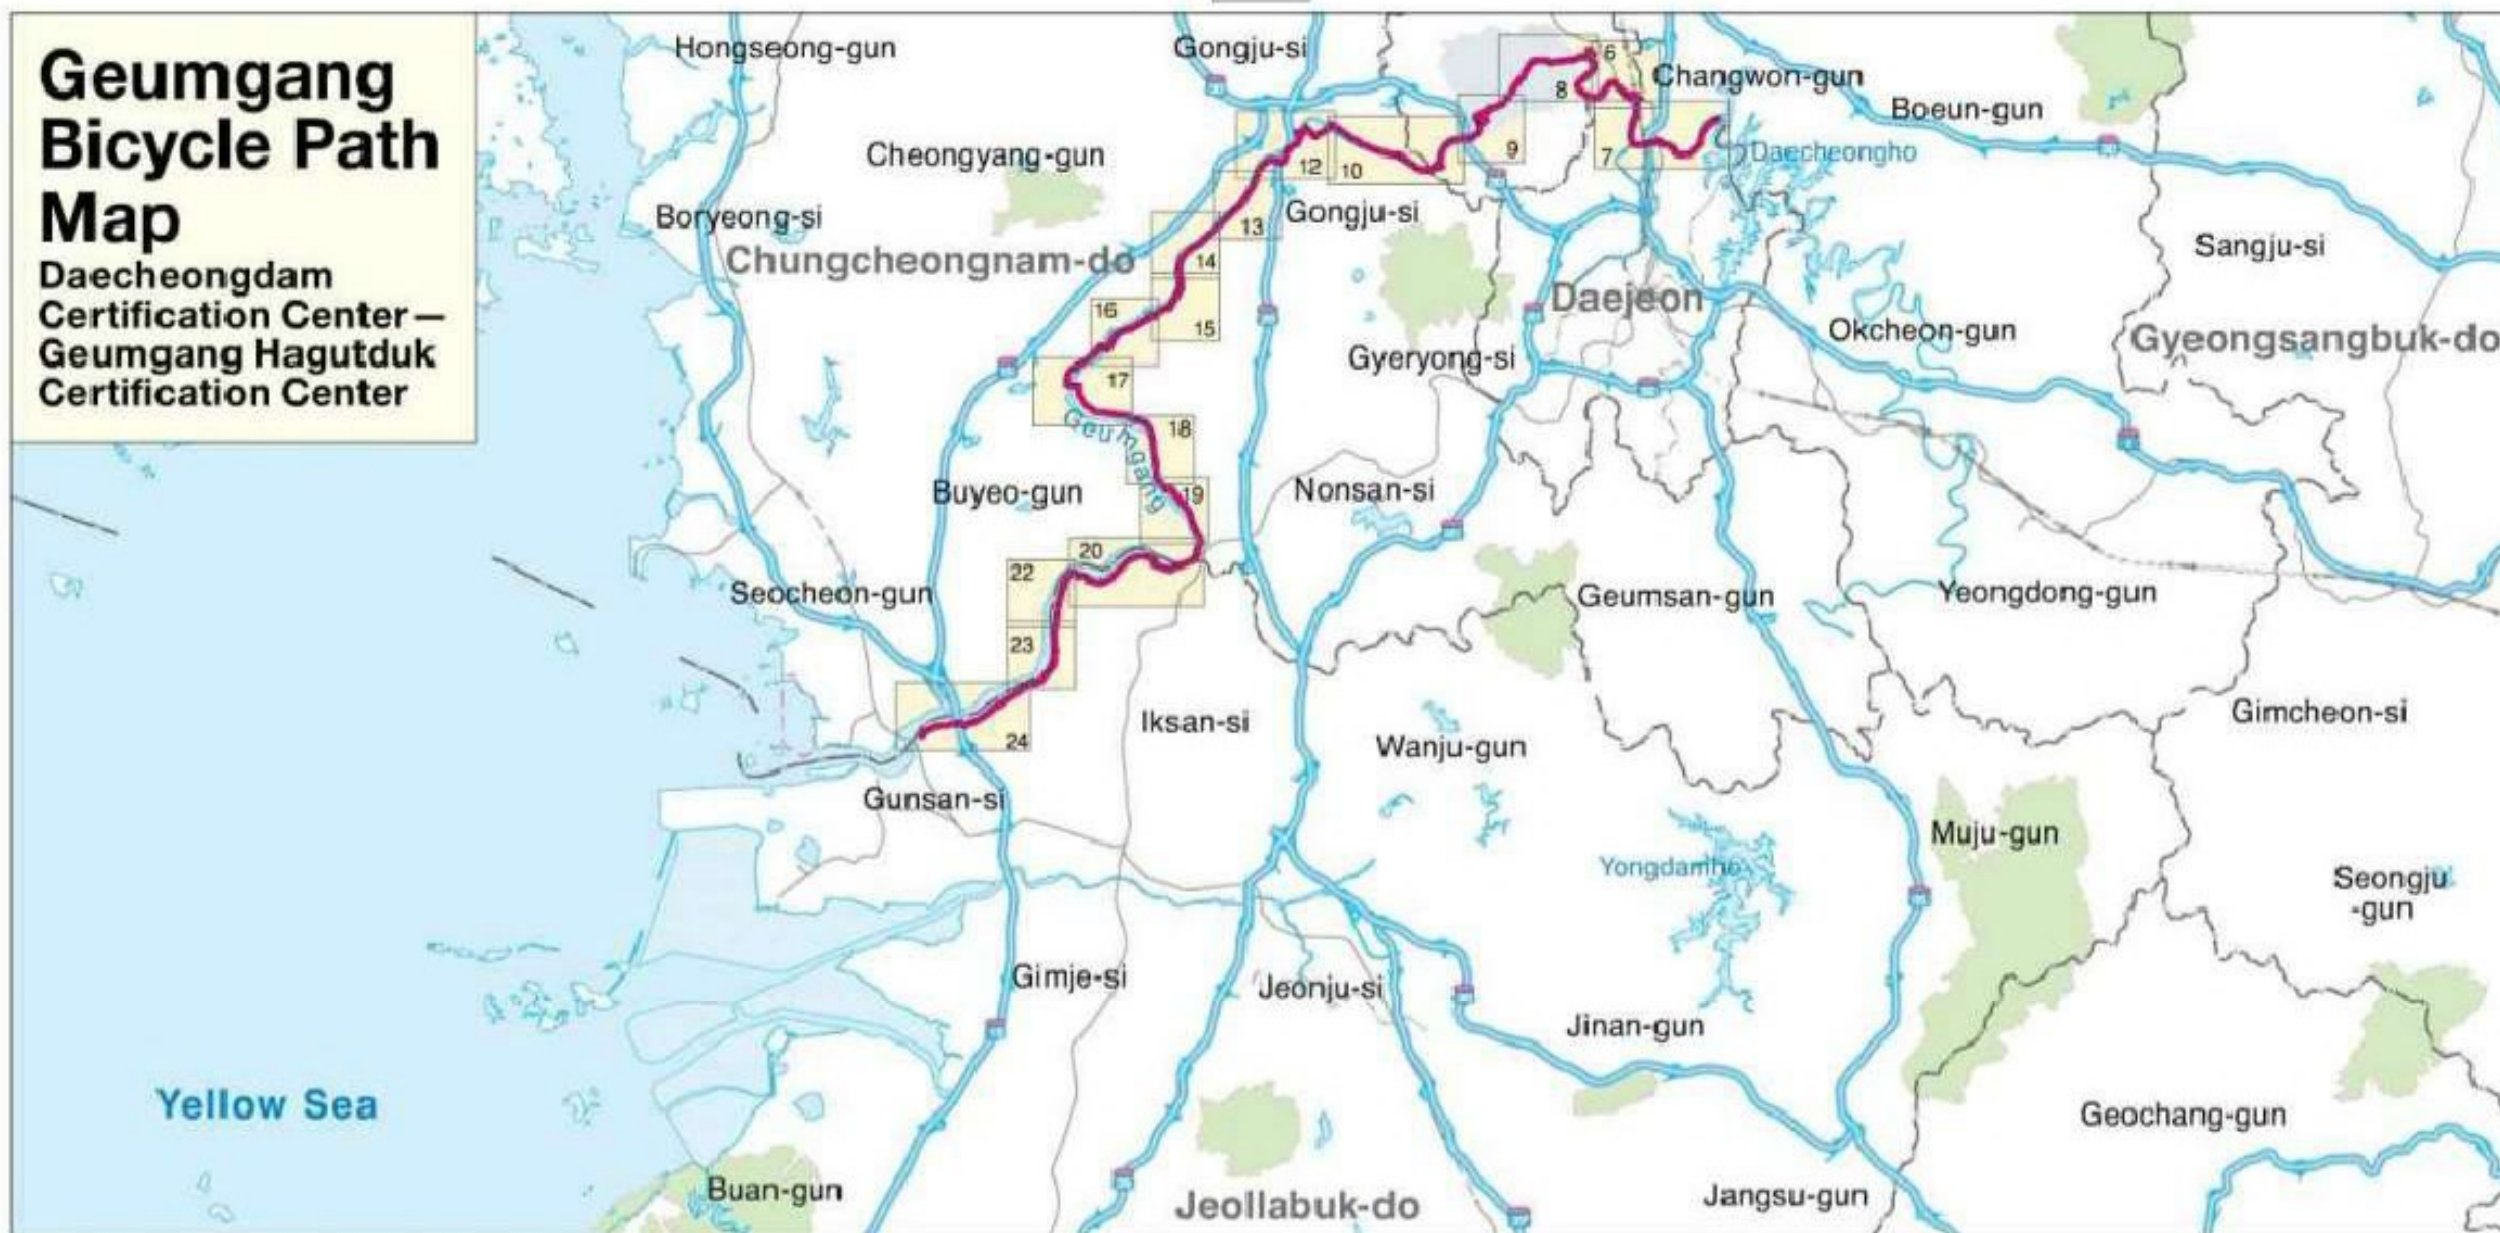 Geumgang
Bicycle Path
Map
Daecheongdam
Certification Center—
Geumgang Hagutduk
Certification Center
Hongseong-gun
Gongju-si
6
Changwon-gun
8
Boeun-gun
Cheongyang-gun
12
10
9
7
Daecheongho
Boryeong-si
13
Gongju-si
Chungcheongnam-do
14
Sangju-si
16
15
Daejeon
Okcheon-gun
Gyeongsangbuk-do
Gyeryong-si
17
Geumgang
18
Buyeo-gun
19
Nonsan-si
20
22
Seocheon-gun
Geumsan-gun
Yeongdong-gun
23
24
Iksan-si
Wanju-gun
Gimcheon-si
Gunsan-si
Muju-gun
Yongdamho
Seongju
-gun
Gimje-si
Jeonju-si
Jinan-gun
Yellow Sea
Geochang-gun
Buan-gun
Jeollabuk-do
Jangsu-gun